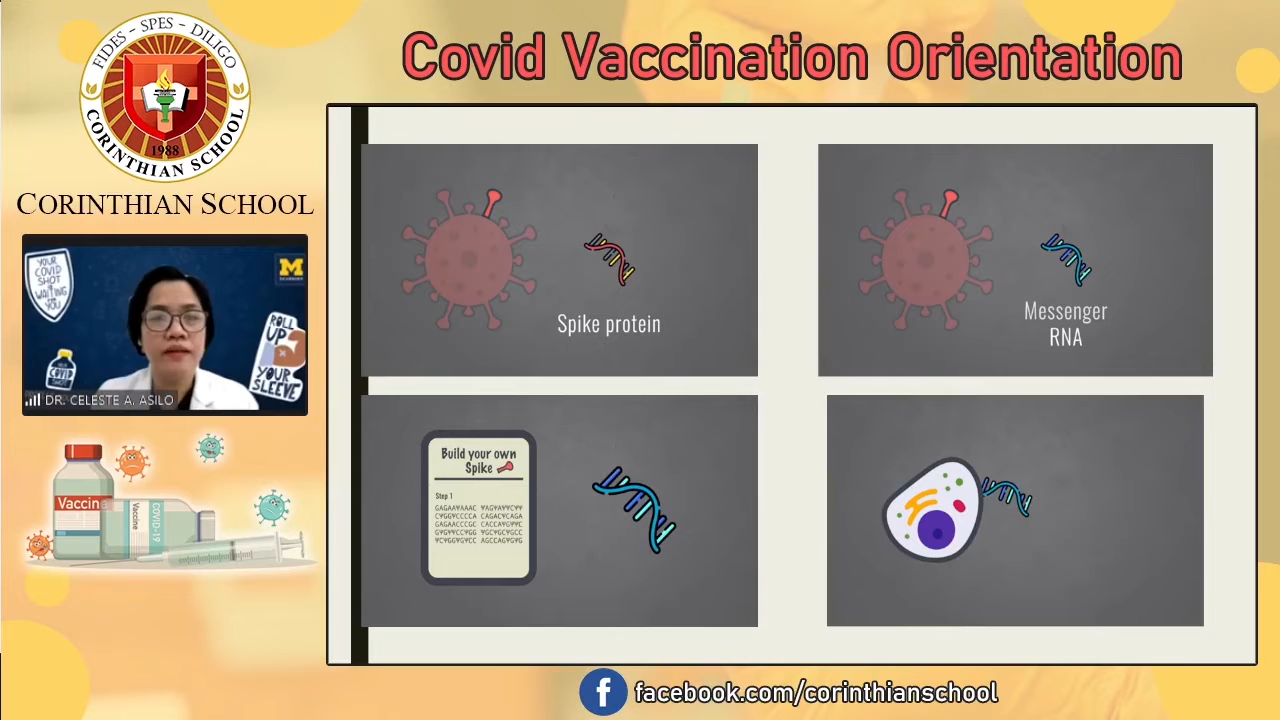 FIDES - SPES - DILIGO
1988
CORINTHIAN SCHOOL
CORINTHIAN SCHOOL
Covid Vaccination Orientation
YOUR
COVID
SHOT
WAITING
YOU
M
ROLL
UP
YOUR
SLEEVE
COVID
SHOT
DR. CELESTE A. ASILO
Vaccine
Vaccine
COVID-19
Spike protein
Messenger
RNA
Build your own
Spike
Step 1
facebook.com/corinthianschool